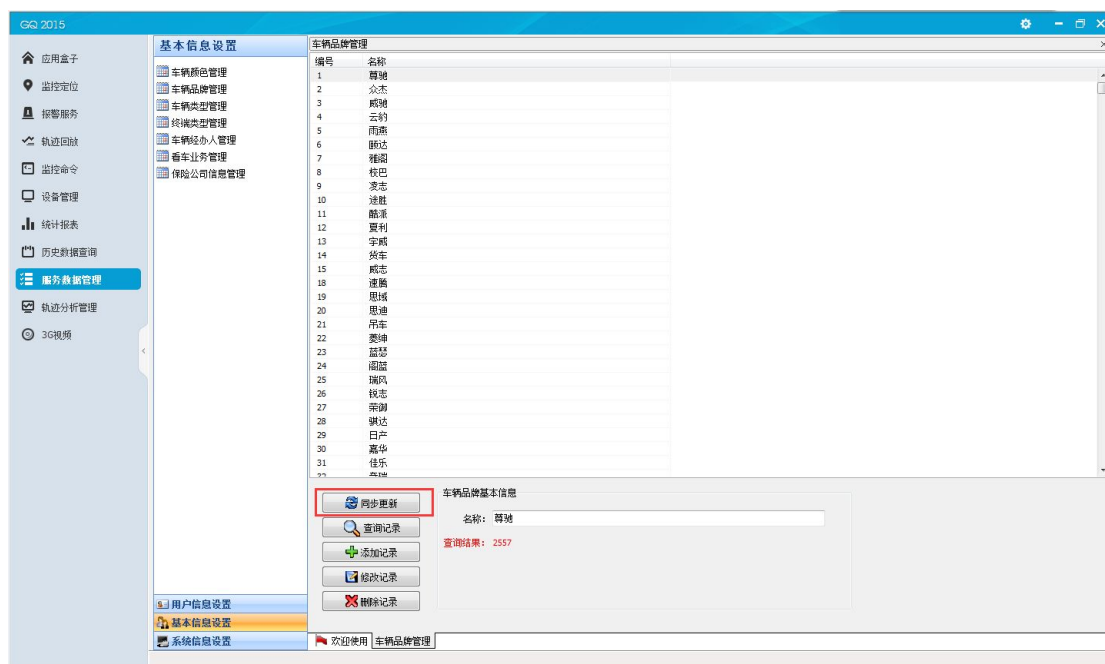 GQ 2015
应用盒子
监控定位
报警服务
轨迹回放
监控命令
设备管理
统计报表
历史数据查询
服务数据管理
轨迹分析管理
3G视频
基本信息设置
车辆颜色管理
车辆品牌管理
车辆类型管理
终端类型管理
车辆经办人管理
看车业务管理
保险公司信息管理
用户信息设置
基本信息设置
系统信息设置
车辆品牌管理
编号 名称
1 尊驰
2 众杰
3 威驰
4 云豹
5 雨燕
6 颐达
7 雅阁
8 校巴
9 凌志
10 途胜
11 酷派
12 夏利
13 宇威
14 货车
15 威志
18 速腾
19 思域
20 思迪
21 吊车
22 菱绅
23 蓝瑟
24 阁蓝
25 瑞风
26 锐志
27 荣御
28 骐达
29 日产
30 嘉华
31 佳乐
32 奇瑞
同步更新
查询记录
添加记录
修改记录
删除记录
车辆品牌基本信息
名称: 尊驰
查询结果: 2557
欢迎使用 车辆品牌管理